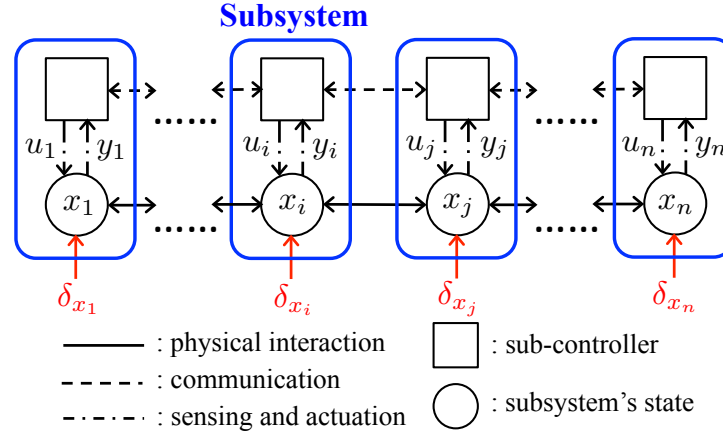 Subsystem
...... ......
u₁ y₁ uᵢ yᵢ uⱼ yⱼ uₙ yₙ
x₁ xᵢ xⱼ xₙ
...... ......
δₓ₁ δₓᵢ δₓⱼ δₓₙ
: physical interaction
: communication
: sensing and actuation
: sub-controller
: subsystem's state